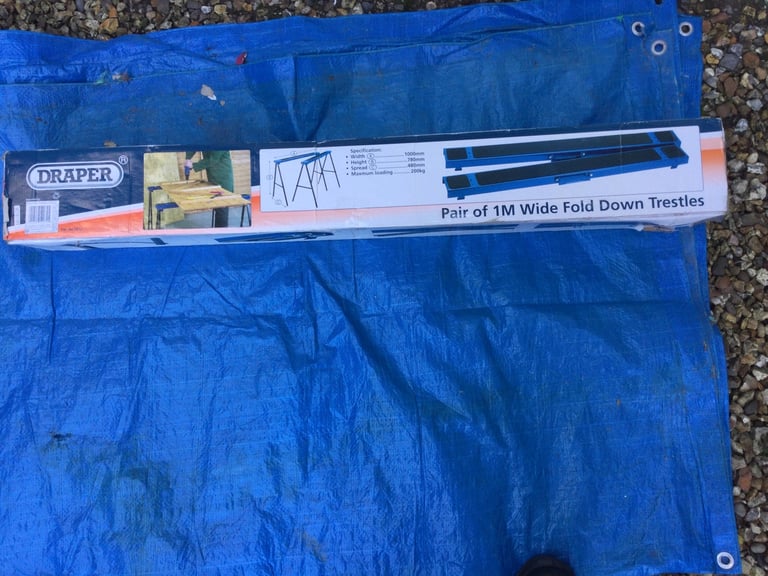 DRAPER®
Specification:
• Width A 1000mm
• Height B 780mm
• Spread C 480mm
• Maximum loading 200kg
Pair of 1M Wide Fold Down Trestles